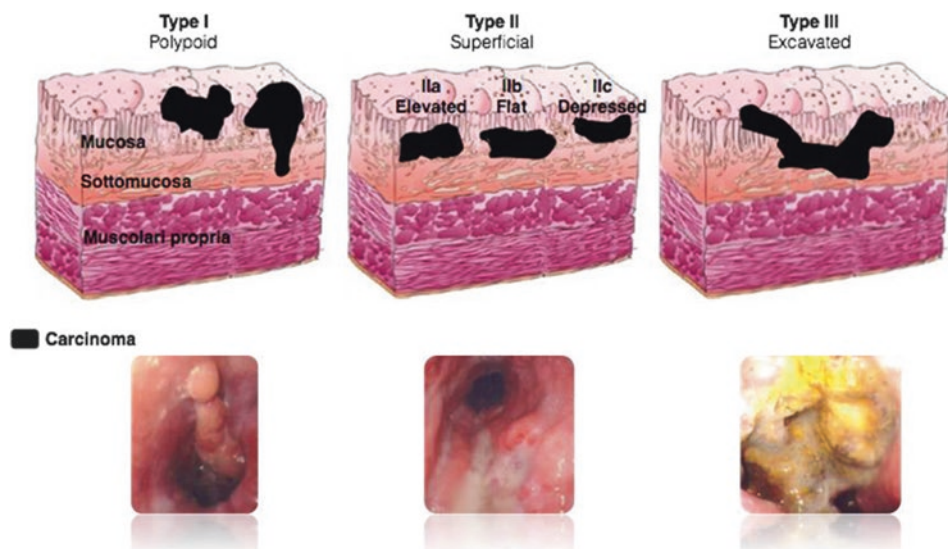 Type I
Polypoid
Type II
Superficial
Type III
Excavated
IIa
Elevated
IIb
Flat
IIc
Depressed
Mucosa
Sottomucosa
Muscolari propria
Carcinoma